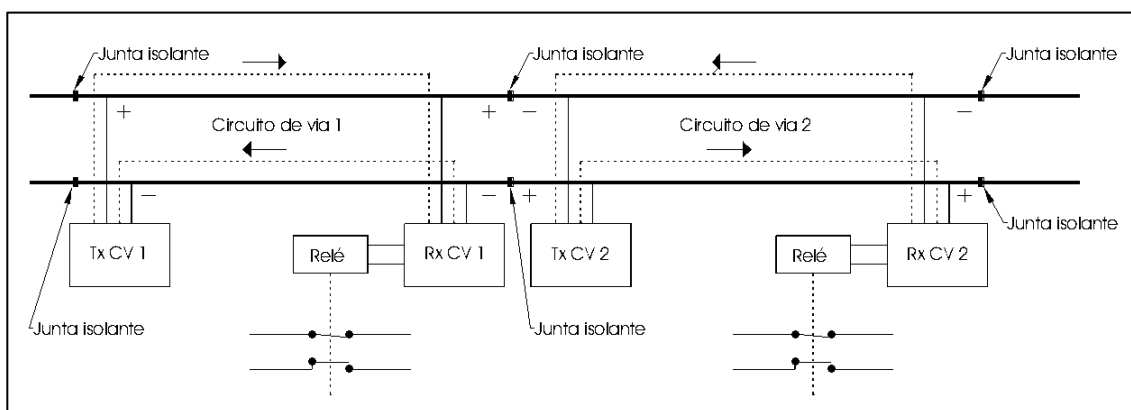 Junta isolante
Junta isolante
Junta isolante
+
+
−
−
Circuito de via 1
Circuito de via 2
−
−
+
+
Junta isolante
Tx CV 1
Relé
Rx CV 1
Tx CV 2
Relé
Rx CV 2
Junta isolante
Junta isolante